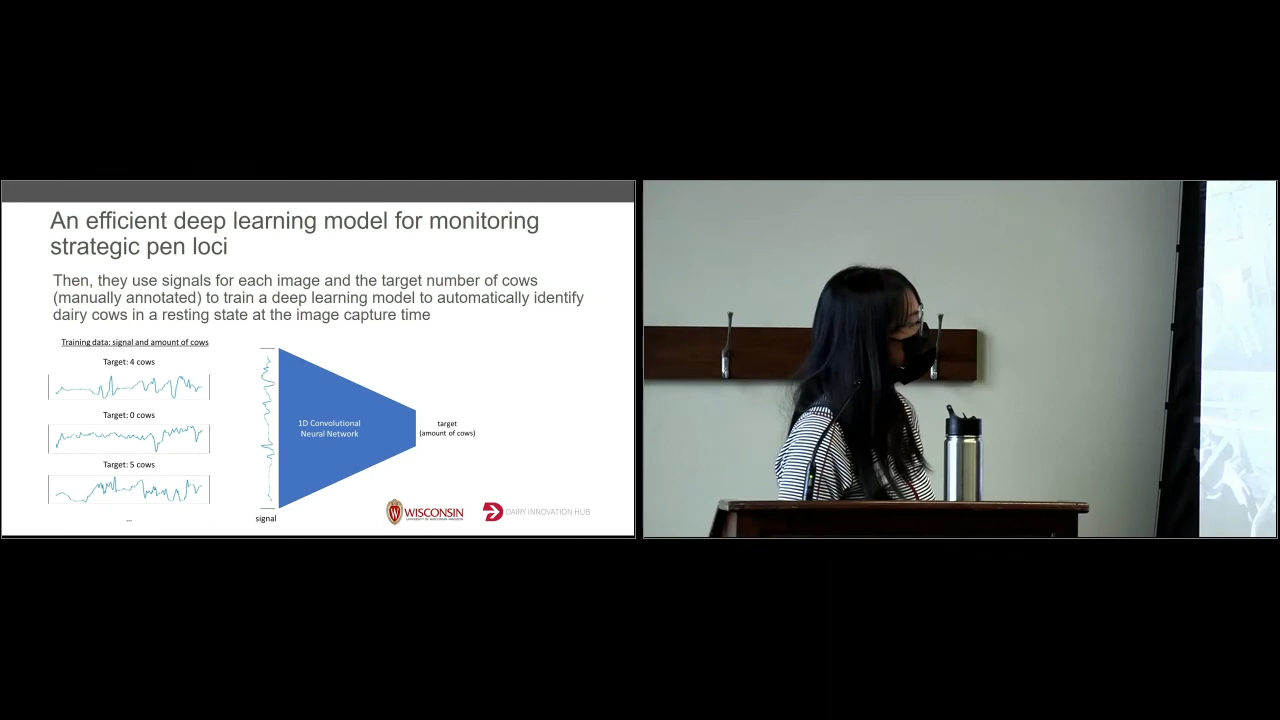 An efficient deep learning model for monitoring
strategic pen loci
Then, they use signals for each image and the target number of cows
(manually annotated) to train a deep learning model to automatically identify
dairy cows in a resting state at the image capture time
Training data: signal and amount of cows
Target: 4 cows
Target: 0 cows
Target: 5 cows
...
signal
1D Convolutional
Neural Network
target
(amount of cows)
WISCONSIN
UNIVERSITY OF WISCONSIN-MADISON
DAIRY INNOVATION HUB